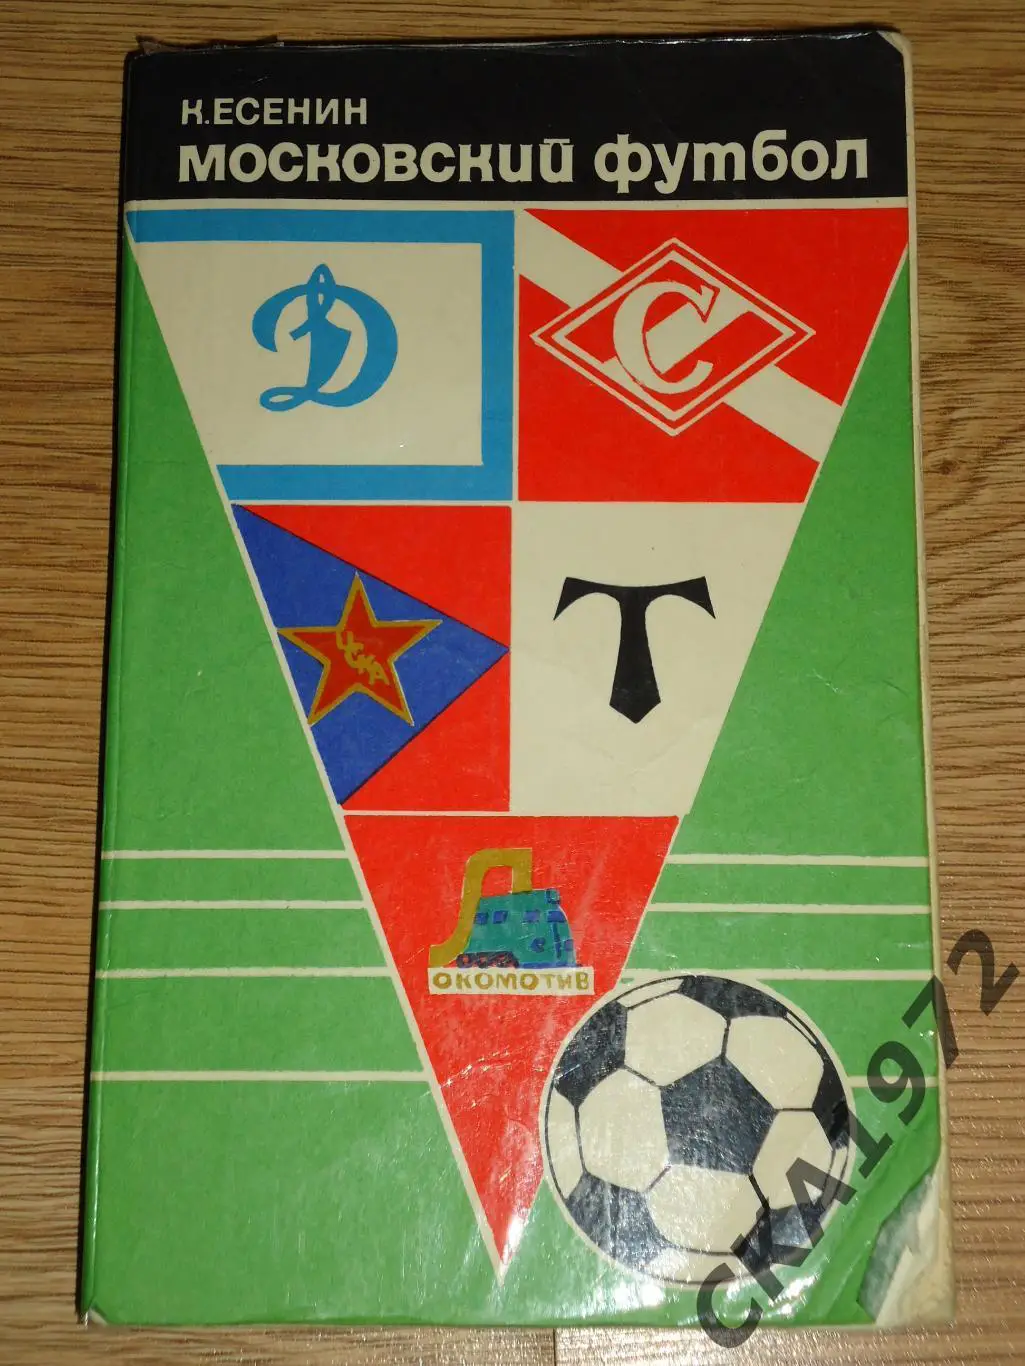 К.ЕСЕНИН
МОСКОВСКИЙ ФУТБОЛ
Д
С
ЦСКА
Т
Л
ОКОМОТИВ
СКА1972